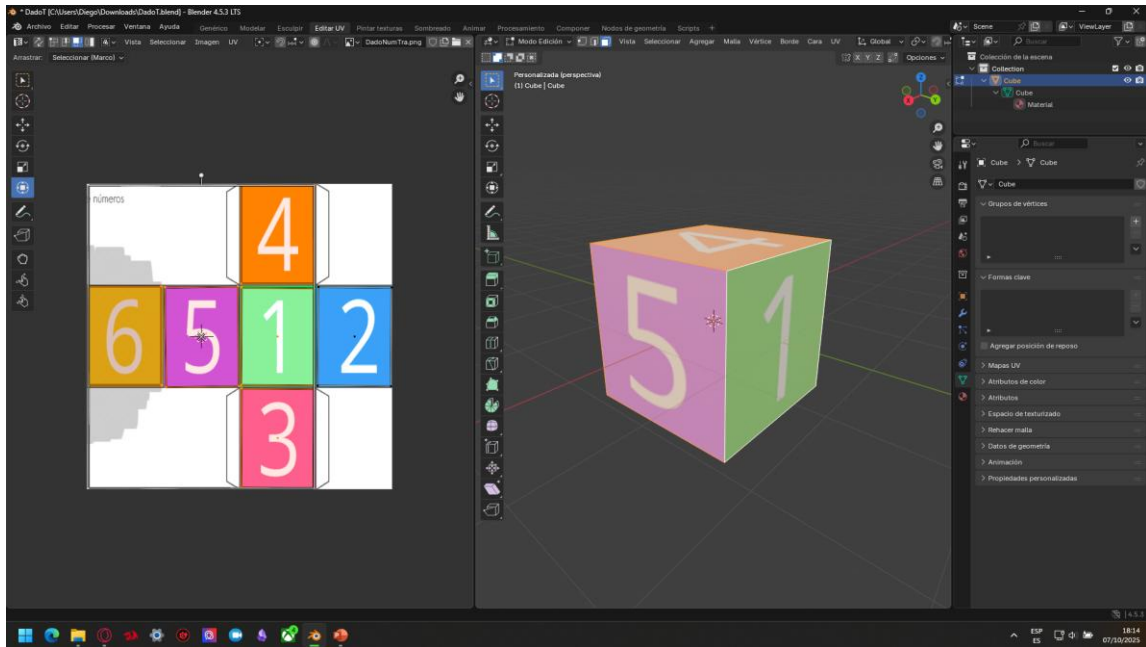 * DadoT [C:\Users\Diego\Downloads\DadoT.blend] - Blender 4.5.3 LTS
Archivo Editar Procesar Ventana Ayuda Genérico Modelar Esculpir Editar UV Pintar texturas Sombreado Animar Procesamiento Componer Nodos de geometría Scripts + Scene ViewLayer
Vista Seleccionar Imagen UV DadoNumTra.png
Modo Edición Vista Seleccionar Agregar Malla Vértice Borde Cara UV Global
Buscar
Arrastrar: Seleccionar (Marco)
X Y Z Opciones
Personalizada (perspectiva)
(1) Cube | Cube
Colección de la escena
Collection
Cube
Cube
Material
Buscar
Cube > Cube
Cube
Grupos de vértices
Formas clave
Agregar posición de reposo
Mapas UV
Atributos de color
Atributos
Espacio de texturizado
Rehacer malla
Datos de geometría
Animación
Propiedades personalizadas
números
4
6 5 1 2
3
4
5 1
X Y Z
4.5.3
ESP
ES
18:14
07/10/2025